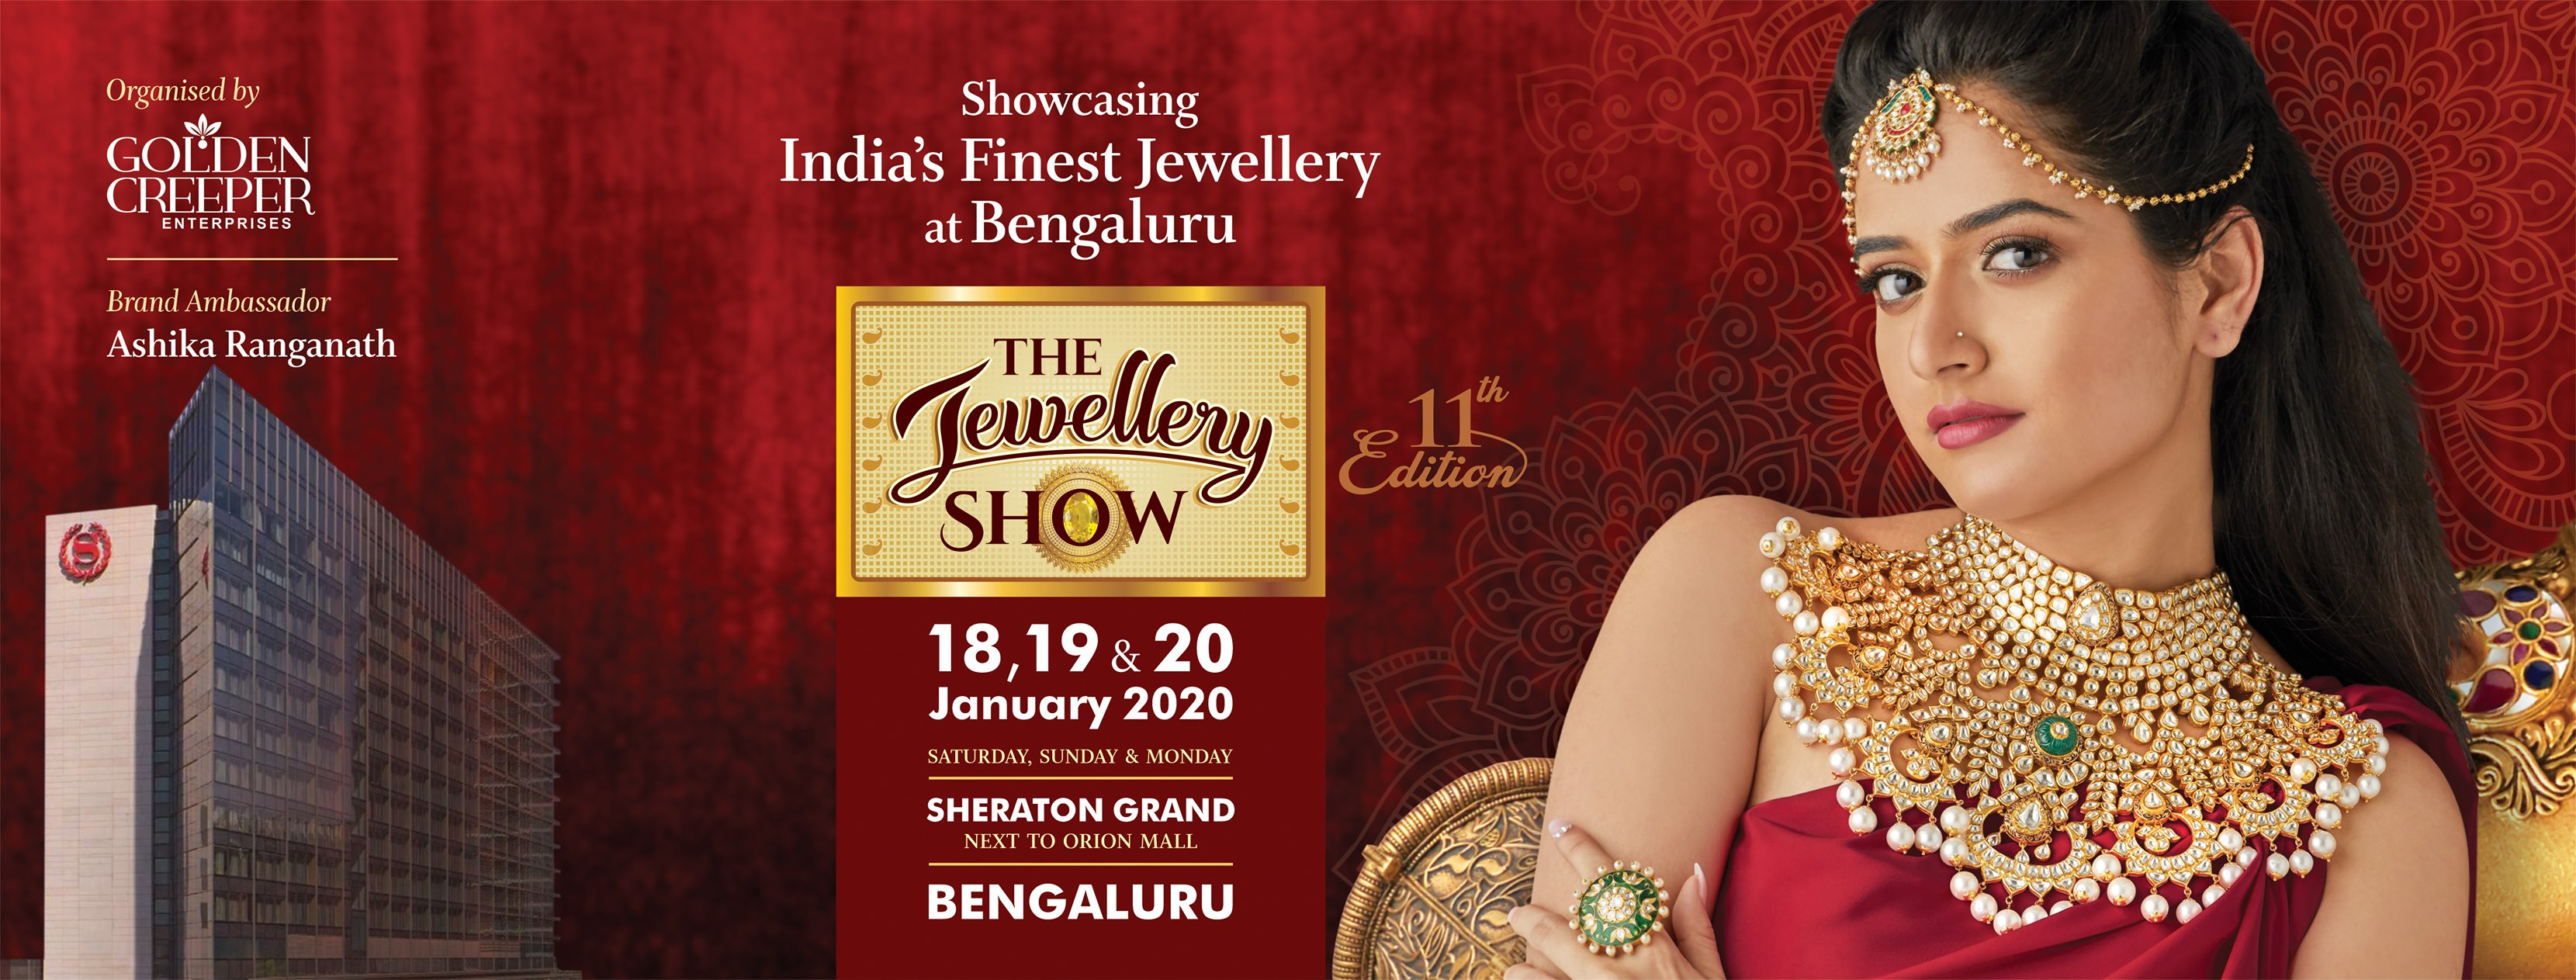 Organised by
GOLDEN
CREEPER
ENTERPRISES
Brand Ambassador
Ashika Ranganath
S
Showcasing
India's Finest Jewellery
at Bengaluru
THE
Jewellery
SHOW
11th
Edition
18,19 & 20
January 2020
SATURDAY, SUNDAY & MONDAY
SHERATON GRAND
NEXT TO ORION MALL
BENGALURU